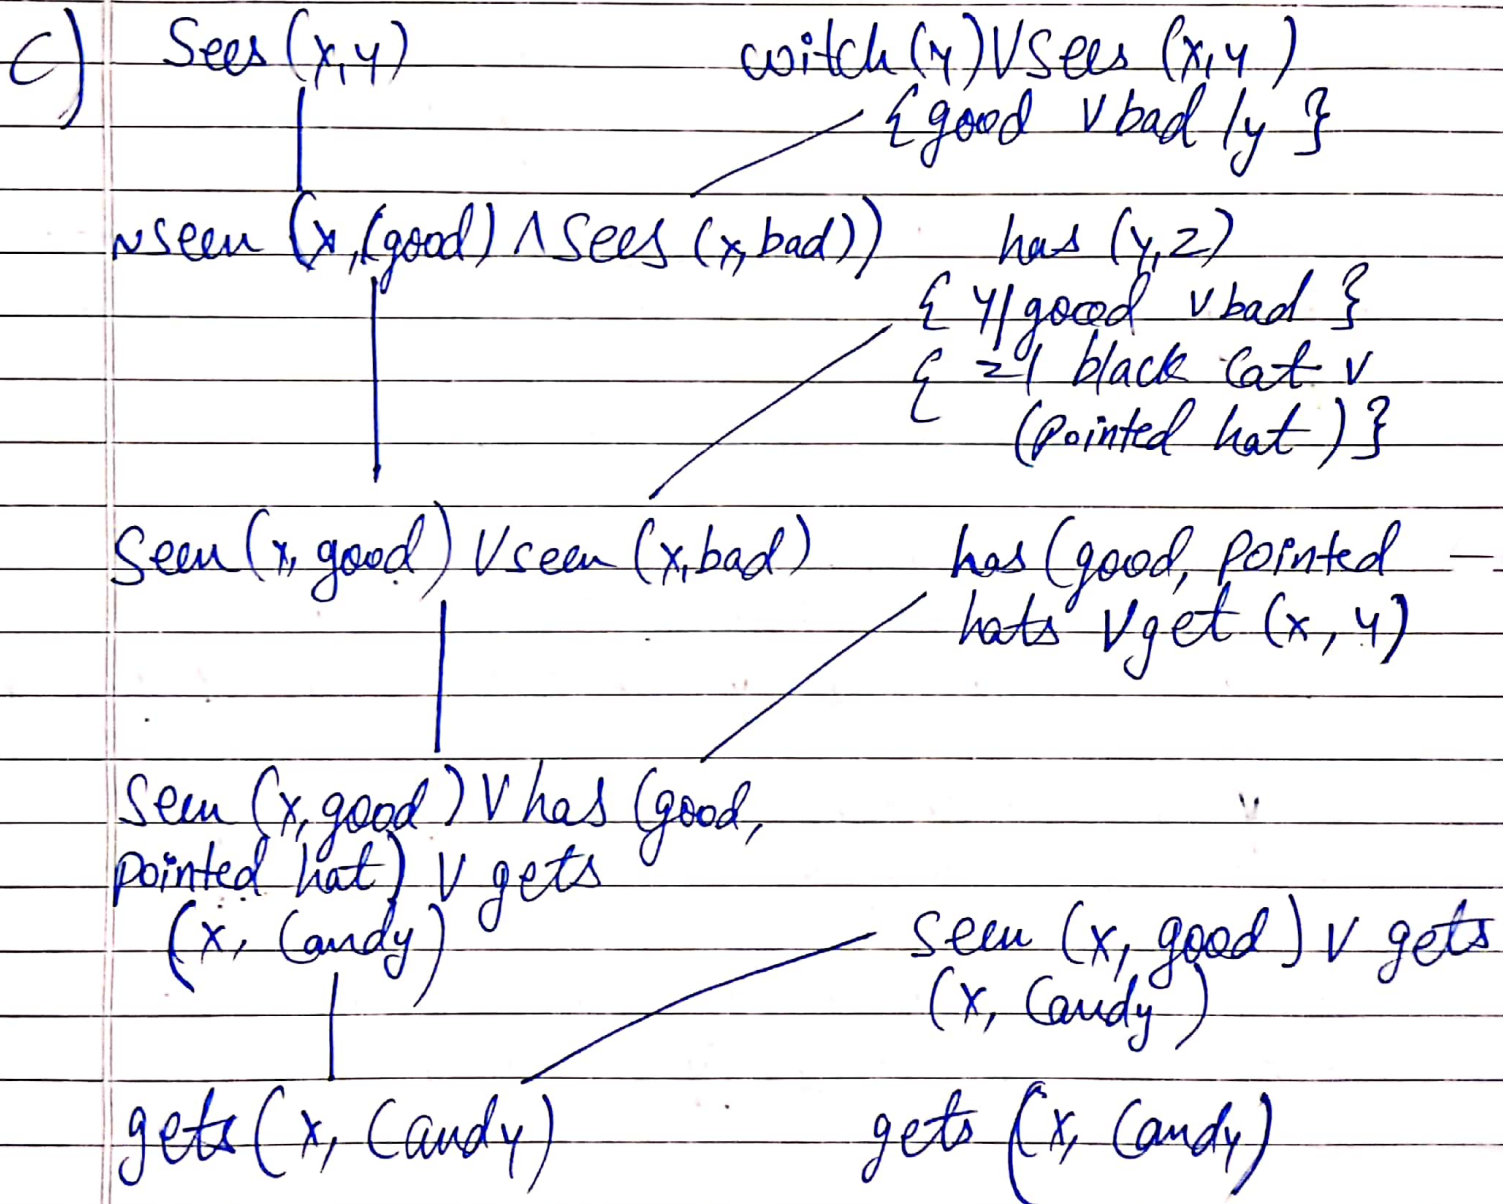 C) Sees (x,y) witch (y) V Sees (x,y)
{good v bad / y }
~seen (x,(good) ∧ Sees (x, bad)) has (y,z)
{ y/ good v bad }
{ z/ black Cat v
(pointed hat) }
Seen (x, good) V seen (x,bad) has (good, pointed –
hats V get (x, y)
Seen (x, good) V has (good,
pointed hat) V gets
(x, Candy) seen (x, good) V gets
(x, Candy)
gets (x, Candy) gets (x, Candy)